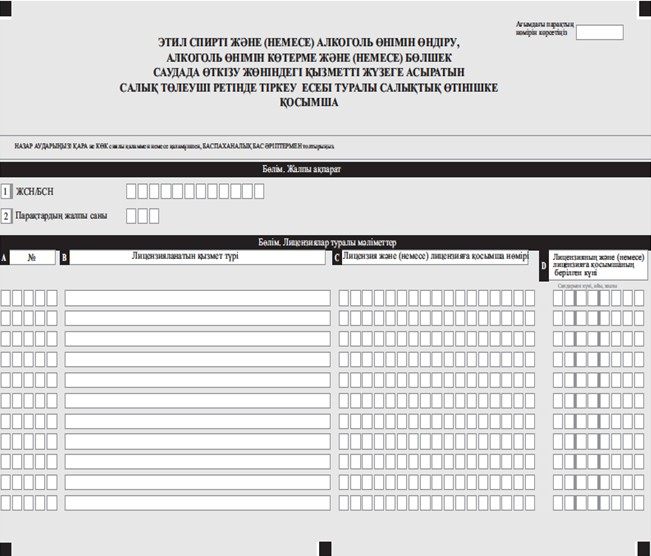 Ағымдағы парақтың
нөмірін көрсетіңіз
ЭТИЛ СПИРТІ ЖӘНЕ (НЕМЕСЕ) АЛКОГОЛЬ ӨНІМІН ӨНДІРУ,
АЛКОГОЛЬ ӨНІМІН КӨТЕРМЕ ЖӘНЕ (НЕМЕСЕ) БӨЛШЕК
САУДАДА ӨТКІЗУ ЖӨНІНДЕГІ ҚЫЗМЕТТІ ЖҮЗЕГЕ АСЫРАТЫН
САЛЫҚ ТӨЛЕУШІ РЕТІНДЕ ТІРКЕУ ЕСЕБІ ТУРАЛЫ САЛЫҚТЫҚ ӨТІНІШКЕ
ҚОСЫМША
НАЗАР АУДАРЫҢЫЗ! ҚАРА не КӨК сиялы қаламмен немесе қаламұшпен, БАСПАХАНАЛЫҚ БАС ӘРІПТЕРМЕН толтырыңыз.
Бөлім. Жалпы ақпарат
1 ЖСН/БСН
2 Парақтардың жалпы саны
Бөлім. Лицензиялар туралы мәліметтер
A № B Лицензияланатын қызмет түрі C Лицензия және (немесе) лицензияға қосымша нөмірі D Лицензияның және (немесе)
лицензияға қосымшаның
берілген күні
күні, айы, жылы